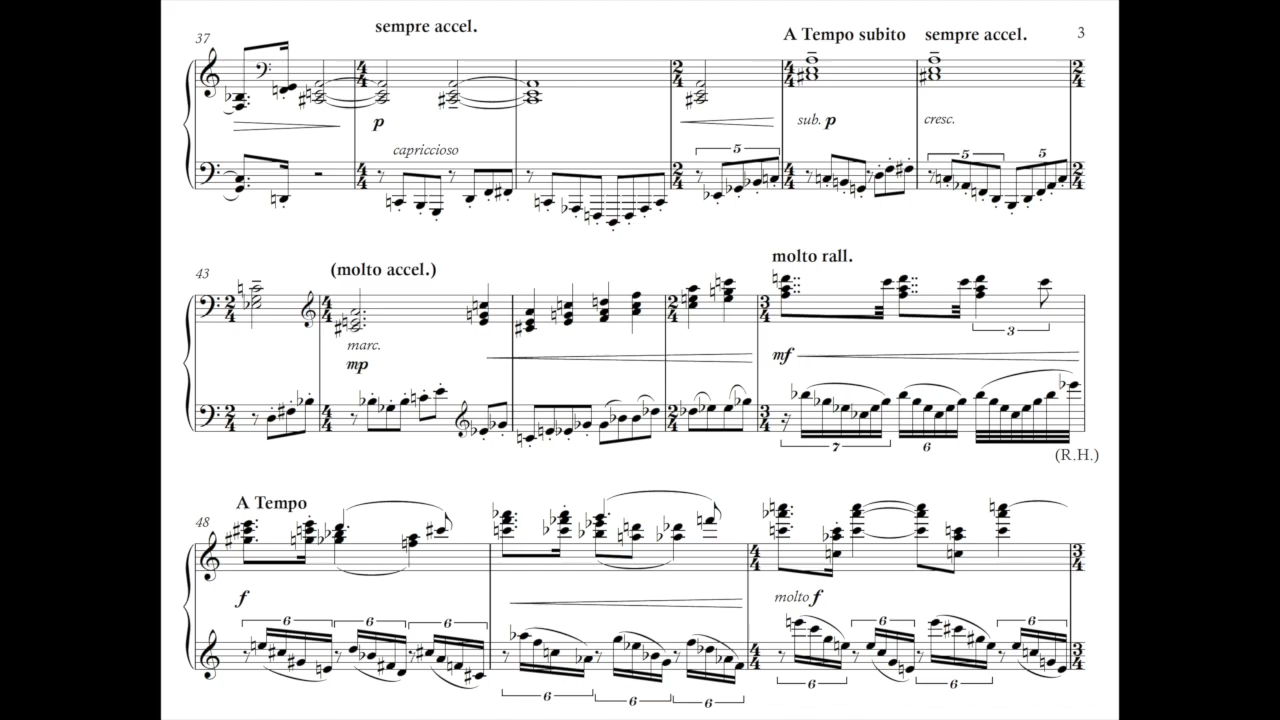 sempre accel.
A Tempo subito sempre accel. 3
37
p
sub. p cresc.
capriccioso
5 5 5
43
(molto accel.) molto rall.
marc.
mp mf
3
7 6
(R.H.)
48
A Tempo
f molto f
6 6 6 6 6
6 6 6 6 6